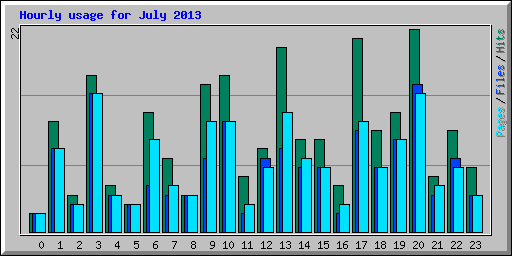 Hourly usage for July 2013
22
Pages/Files/Hits
0 1 2 3 4 5 6 7 8 9 10 11 12 13 14 15 16 17 18 19 20 21 22 23